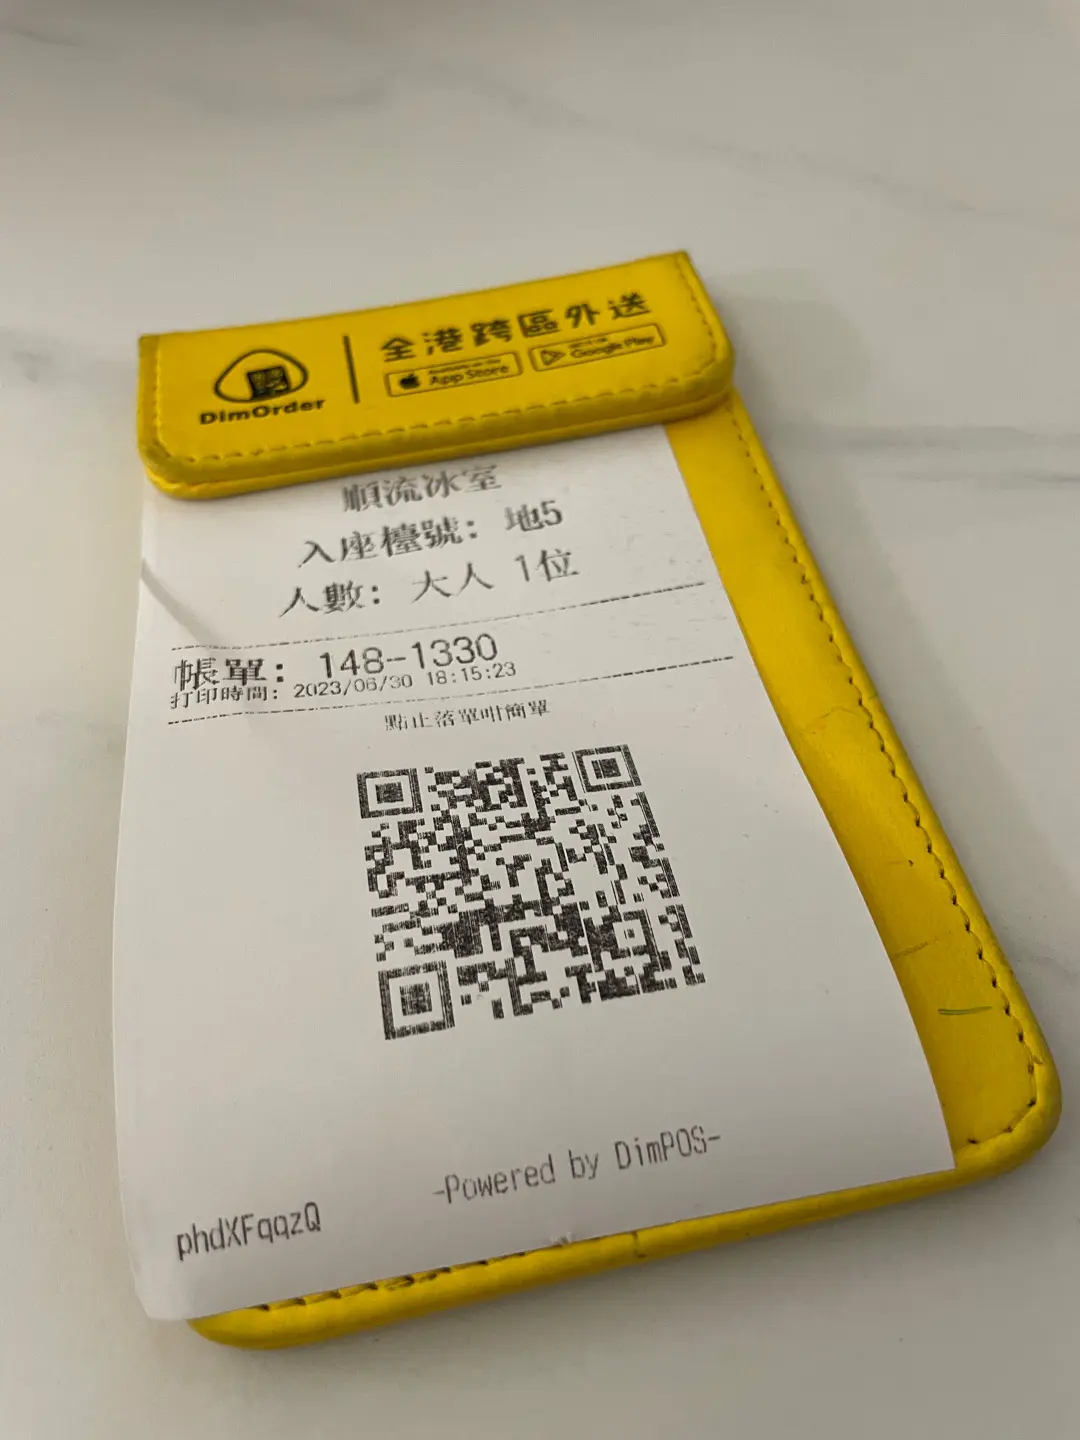 DimOrder
全港跨區外送
App Store
Google Play
順流冰室
入座檯號: 地5
人數: 大人 1位
帳單: 148-1330
打印時間: 2023/06/30 18:15:23
點止落單咁簡單
-Powered by DimPOS-
phdXFqqzQ